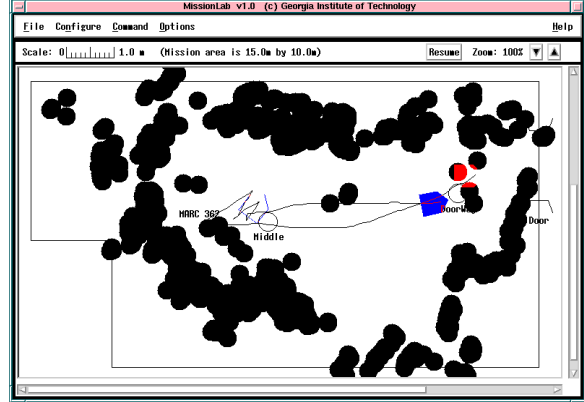 MissionLab v1.0 (c) Georgia Institute of Technology
File Configure Command Options Help
Scale: 0 1.0 m (Mission area is 15.0m by 10.0m) Resume Zoom: 100%
MARC 362
Middle
Door